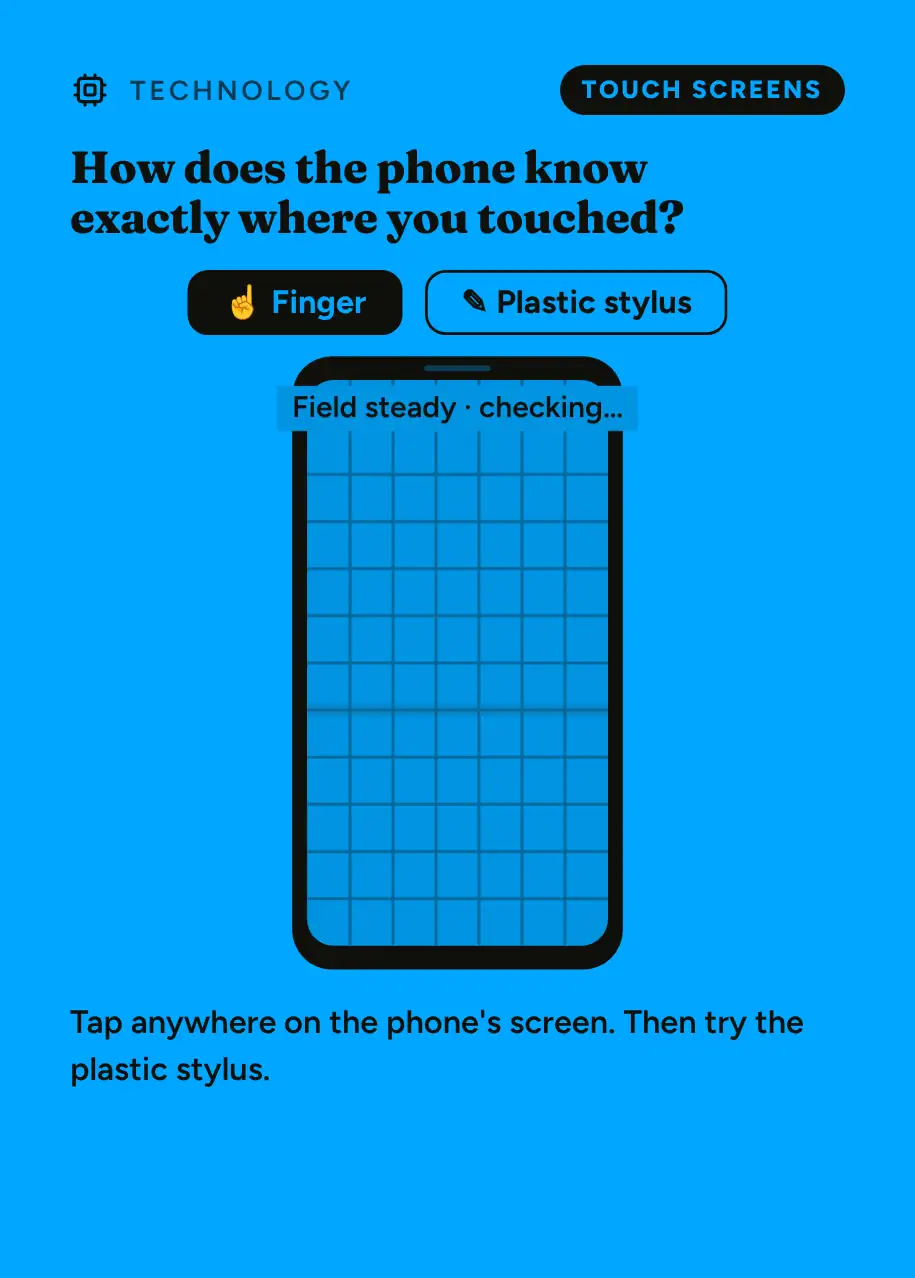 TECHNOLOGY
TOUCH SCREENS
How does the phone know
exactly where you touched?
☝ Finger
✎ Plastic stylus
Field steady · checking...
Tap anywhere on the phone's screen. Then try the
plastic stylus.